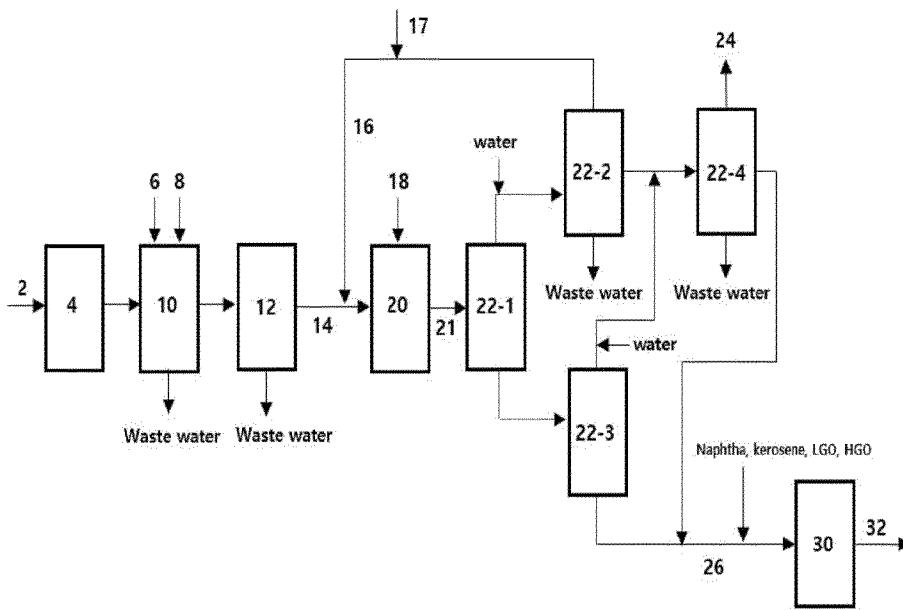 17
24
16
water
22-2
22-4
6 8
18
2
4
10
12
14
20
21
22-1
Waste water
Waste water
water
Waste water
Waste water
22-3
Naphtha, kerosene, LGO, HGO
26
30
32